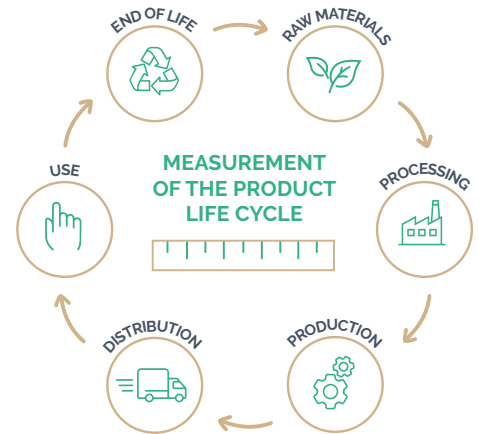 END OF LIFE
RAW MATERIALS
PROCESSING
PRODUCTION
DISTRIBUTION
USE
MEASUREMENT
OF THE PRODUCT
LIFE CYCLE